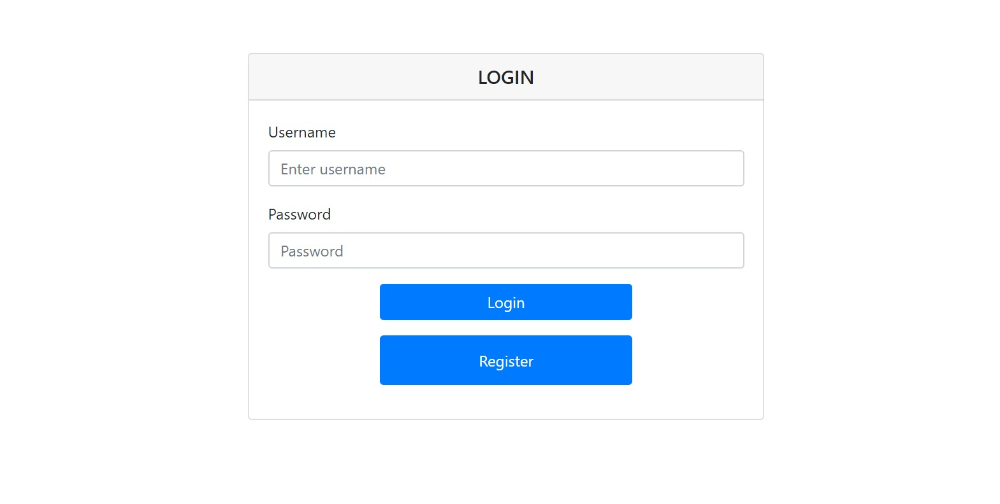 LOGIN
Username
Enter username
Password
Password
Login
Register